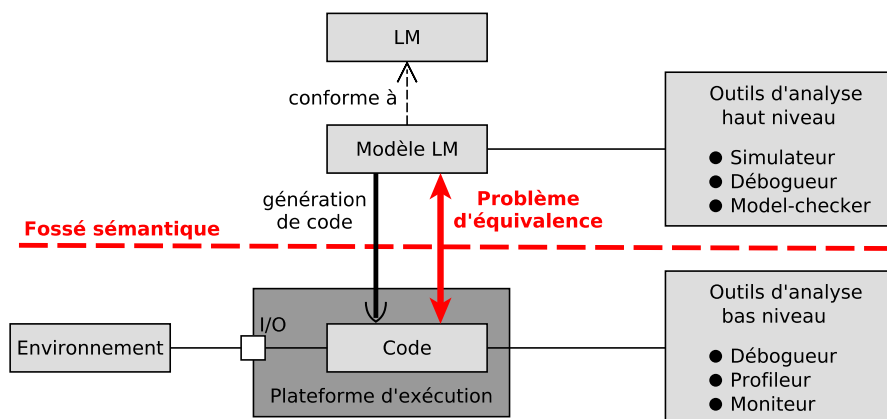 LM
conforme à
Modèle LM
Outils d'analyse
haut niveau
● Simulateur
● Débogueur
● Model-checker
génération
de code
Problème
d'équivalence
Fossé sémantique
Environnement
I/O
Code
Plateforme d'exécution
Outils d'analyse
bas niveau
● Débogueur
● Profileur
● Moniteur